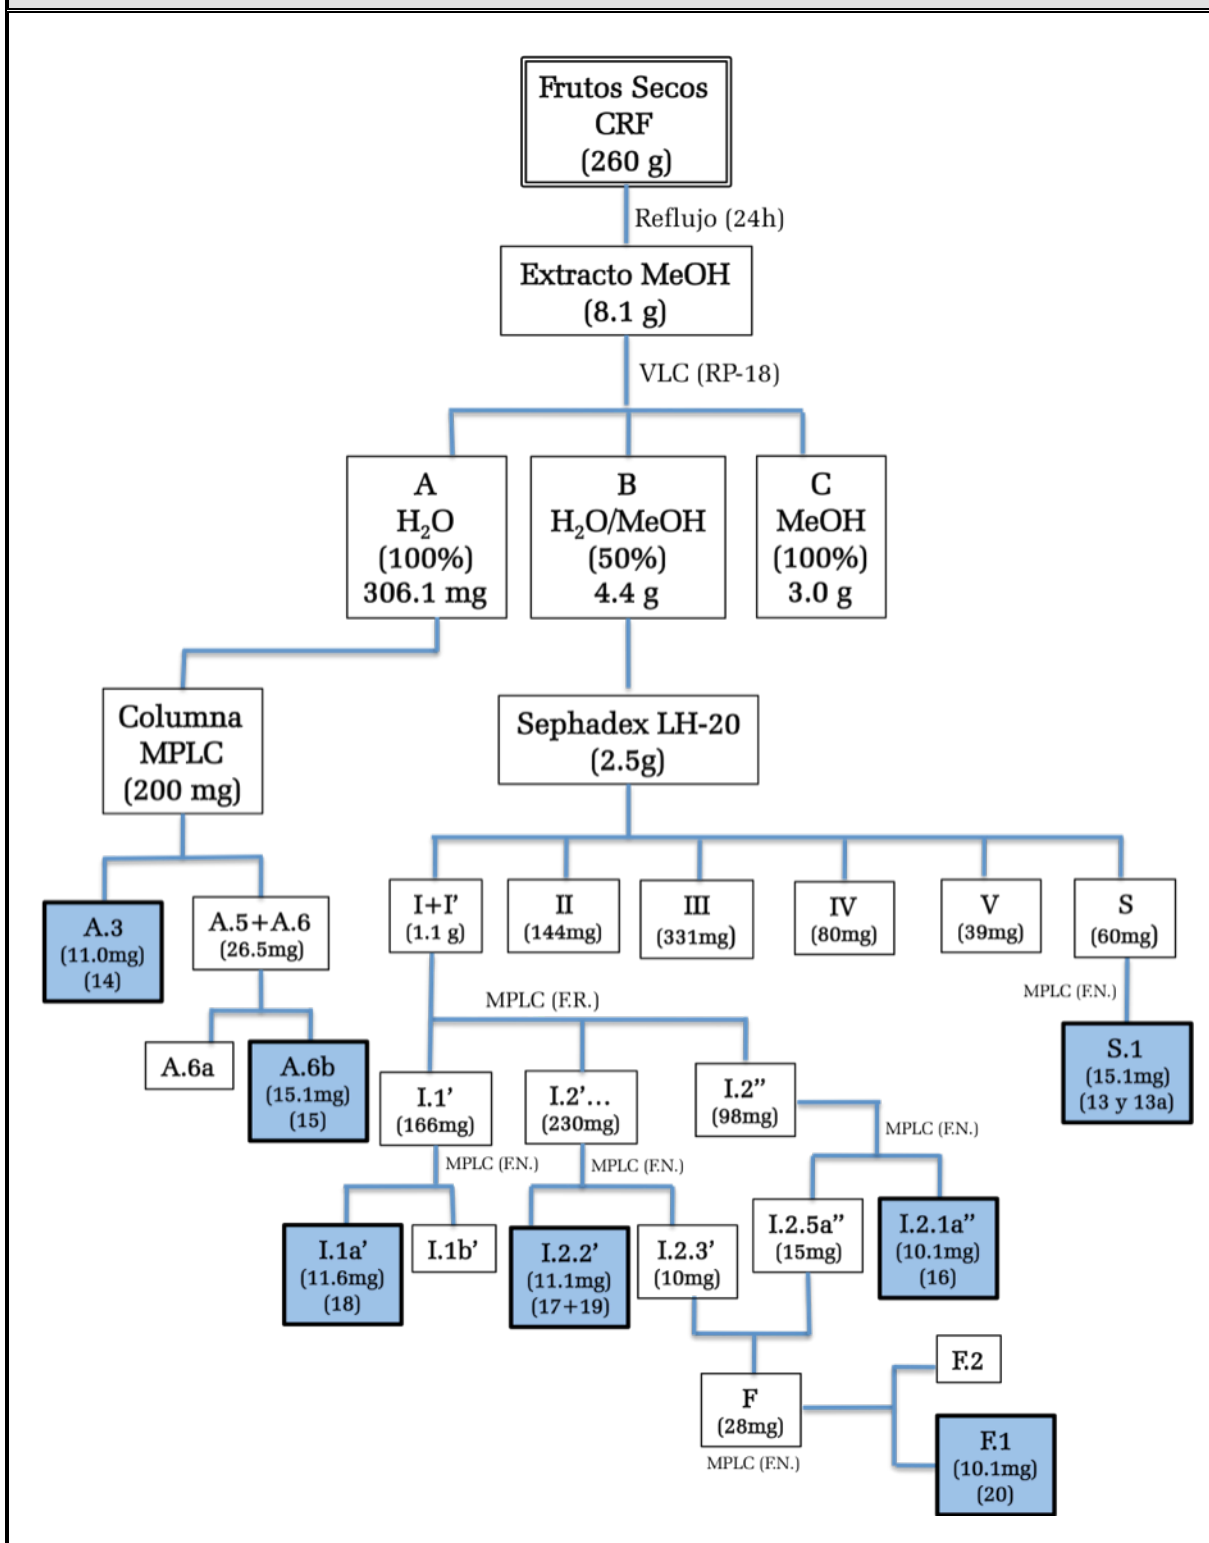 Frutos Secos
CRF
(260 g)
Reflujo (24h)
Extracto MeOH
(8.1 g)
VLC (RP-18)
A
H₂O
(100%)
306.1 mg
B
H₂O/MeOH
(50%)
4.4 g
C
MeOH
(100%)
3.0 g
Columna
MPLC
(200 mg)
Sephadex LH-20
(2.5g)
A.3
(11.0mg)
(14)
A.5+A.6
(26.5mg)
I+I’
(1.1 g)
II
(144mg)
III
(331mg)
IV
(80mg)
V
(39mg)
S
(60mg)
MPLC (F.R.)
MPLC (F.N.)
A.6a
A.6b
(15.1mg)
(15)
I.1’
(166mg)
I.2’...
(230mg)
I.2’’
(98mg)
S.1
(15.1mg)
(13 y 13a)
MPLC (F.N.)
MPLC (F.N.)
MPLC (F.N.)
I.1a’
(11.6mg)
(18)
I.1b’
I.2.2’
(11.1mg)
(17+19)
I.2.3’
(10mg)
I.2.5a’’
(15mg)
I.2.1a’’
(10.1mg)
(16)
F
(28mg)
MPLC (F.N.)
F.2
F.1
(10.1mg)
(20)